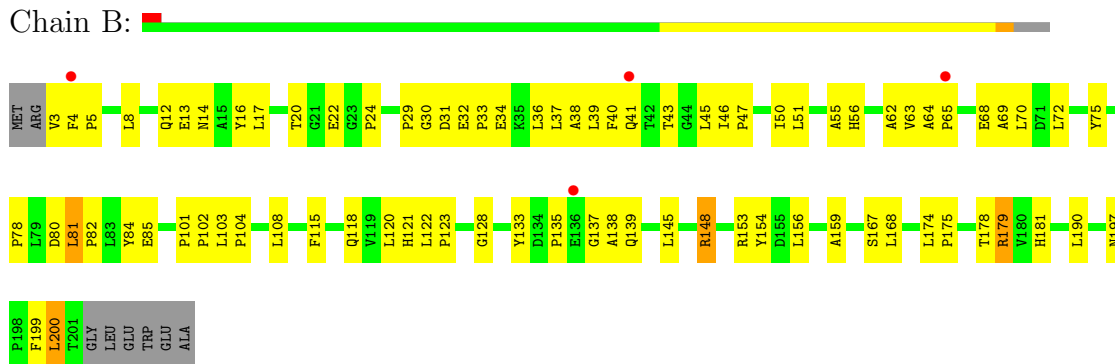 Chain B:
MET ARG V3 F4 P5 L8 Q12 E13 N14 A15 Y16 L17 T20 G21 E22 G23 P24 P29 G30 D31 E32 P33 E34 K35 L36 L37 A38 L39 F40 Q41 T42 T43 G44 L45 I46 P47 I50 L51 A55 H56 A62 V63 A64 P65 E68 A69 L70 D71 L72 Y75
P78 L79 D80 L81 P82 L83 Y84 E85 P101 P102 L103 P104 L108 F115 Q118 V119 L120 H121 L122 P123 G128 Y133 D134 P135 E136 G137 A138 Q139 L145 R148 R153 Y154 D155 L156 A159 S167 L168 L174 P175 T178 R179 V180 H181 L190 N197
P198 F199 L200 T201 GLY LEU GLU TRP GLU ALA